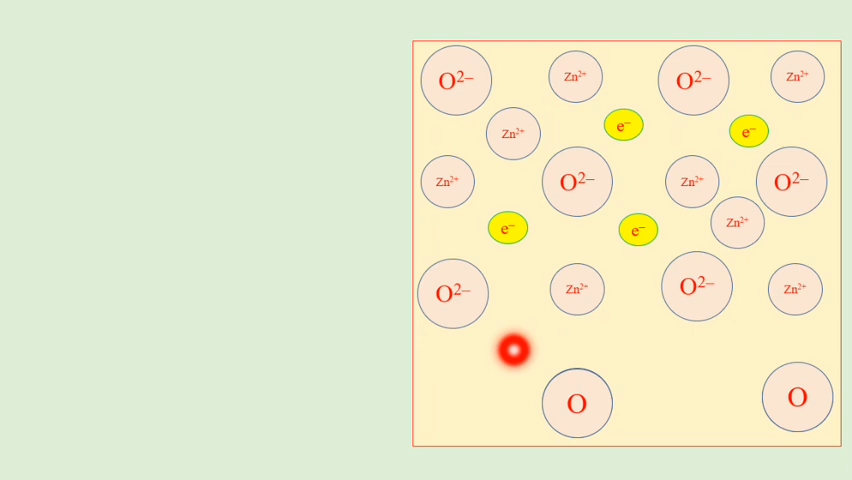 O²⁻ Zn²⁺ O²⁻ Zn²⁺
Zn²⁺ e⁻ e⁻
Zn²⁺ O²⁻ Zn²⁺ O²⁻
e⁻ e⁻ Zn²⁺
O²⁻ Zn²⁺ O²⁻ Zn²⁺
O O